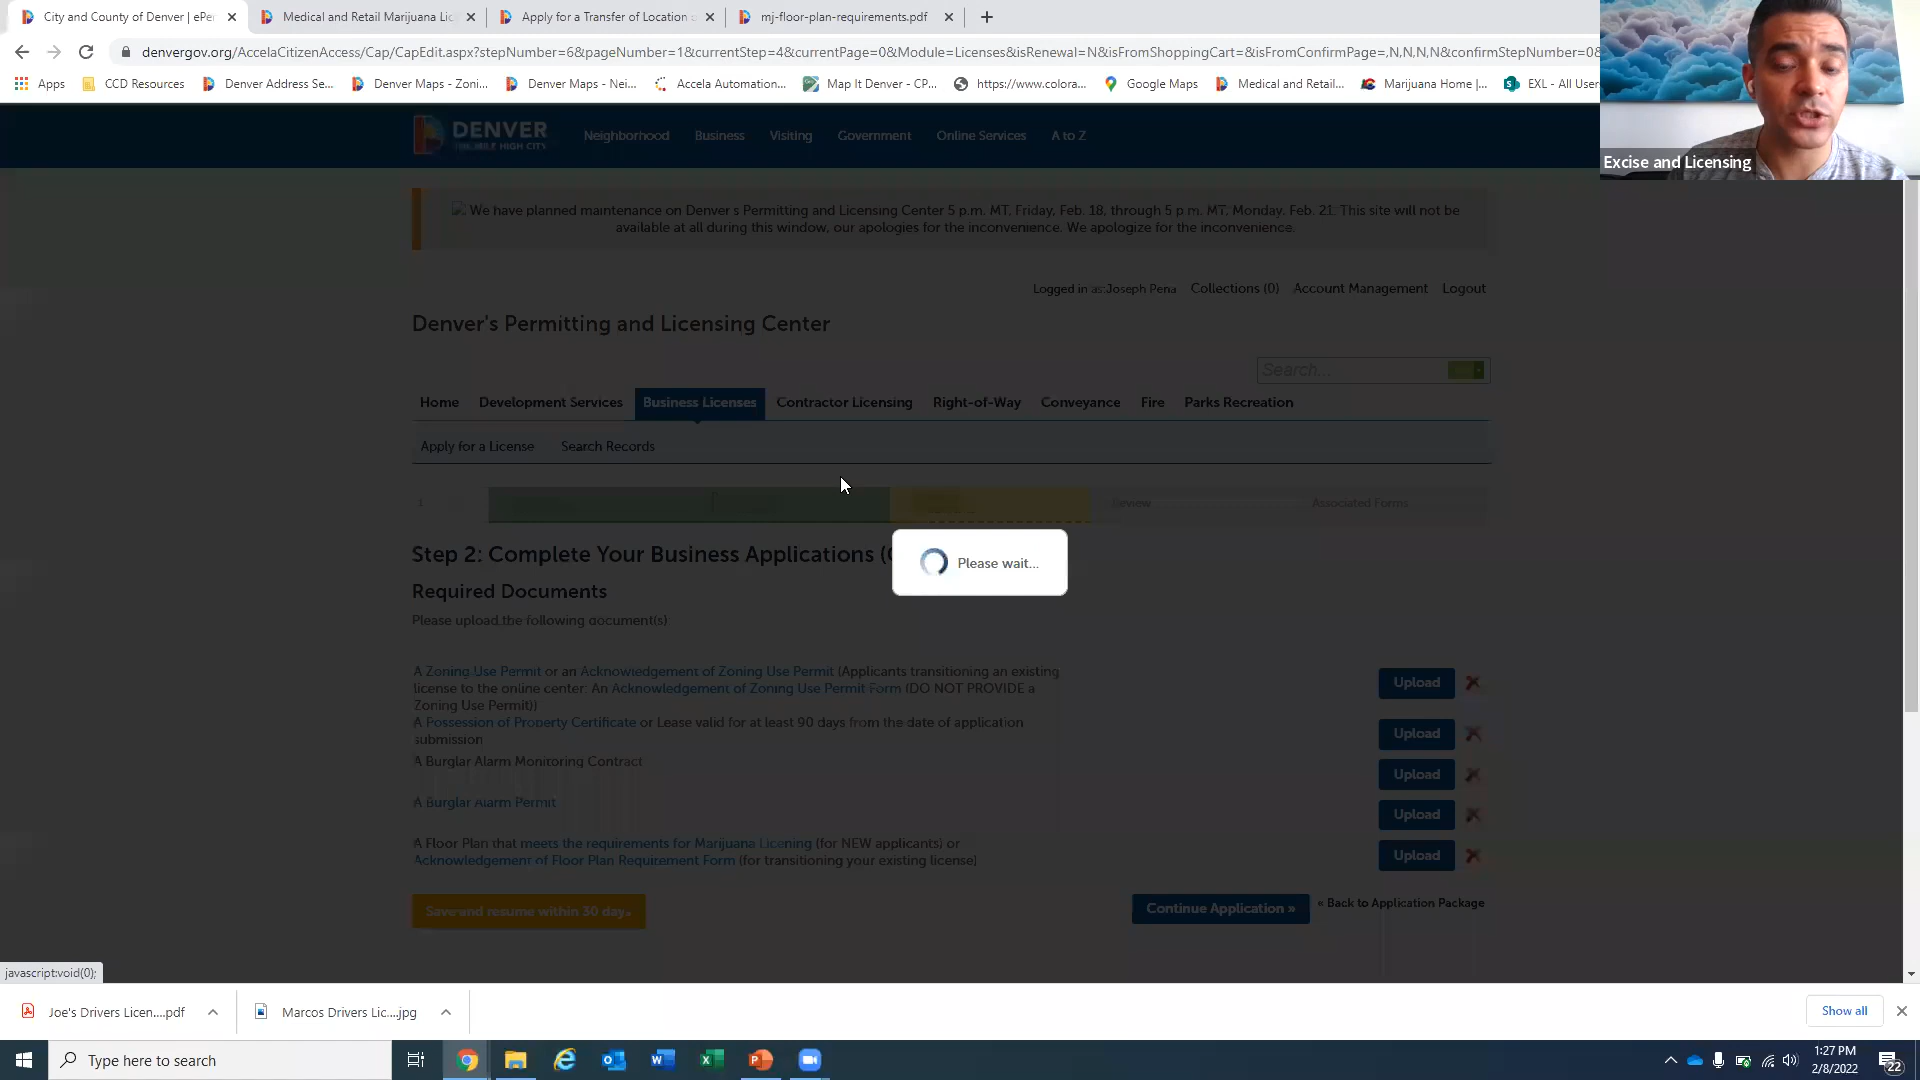 City and County of Denver | ePer
Medical and Retail Marijuana Lic
Apply for a Transfer of Location
mj-floor-plan-requirements.pdf
denvergov.org/AccelaCitizenAccess/Cap/CapEdit.aspx?stepNumber=6&pageNumber=1&currentStep=4&currentPage=0&Module=Licenses&isRenewal=N&isFromShoppingCart=&isFromConfirmPage=,N,N,N,N&confirmStepNumber=0&
Apps
CCD Resources
Denver Address Se...
Denver Maps - Zoni...
Denver Maps - Nei...
Accela Automation...
Map It Denver - CP...
https://www.colora...
Google Maps
Medical and Retail...
Marijuana Home |...
EXL - All User
Excise and Licensing
DENVER
THE MILE HIGH CITY
Neighborhood
Business
Visiting
Government
Online Services
A to Z
We have planned maintenance on Denver s Permitting and Licensing Center 5 p.m. MT, Friday, Feb. 18, through 5 p.m. MT, Monday, Feb. 21. This site will not be
available at all during this window, our apologies for the inconvenience. We apologize for the inconvenience.
Logged in as:Joseph Pena
Collections (0)
Account Management
Logout
Denver's Permitting and Licensing Center
Search...
Home
Development Services
Business Licenses
Contractor Licensing
Right-of-Way
Conveyance
Fire
Parks Recreation
Apply for a License
Search Records
1
Review
Associated Forms
Step 2: Complete Your Business Applications (
Please wait...
Required Documents
Please upload the following document(s)
A Zoning Use Permit or an Acknowledgement of Zoning Use Permit (Applicants transitioning an existing
license to the online center: An Acknowledgement of Zoning Use Permit Form (DO NOT PROVIDE a
Zoning Use Permit))
Upload
A Possession of Property Certificate or Lease valid for at least 90 days from the date of application
submission
Upload
A Burglar Alarm Monitoring Contract
Upload
A Burglar Alarm Permit
Upload
A Floor Plan that meets the requirements for Marijuana Licening (for NEW applicants) or
Acknowledgement of Floor Plan Requirement Form (for transitioning your existing license)
Upload
Save and resume within 30 days
Continue Application »
« Back to Application Package
javascript:void(0);
Joe's Drivers Licen....pdf
Marcos Drivers Lic....jpg
Show all
Type here to search
1:27 PM
2/8/2022
22